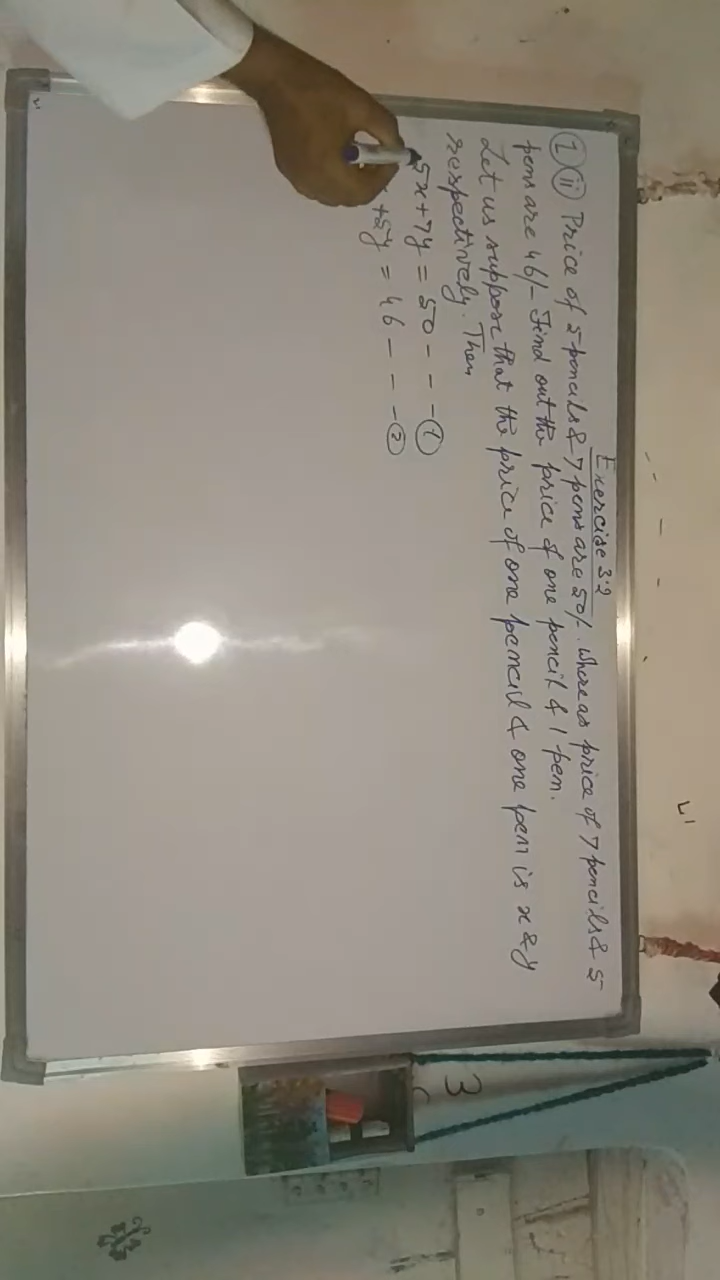 Exercise 3.2
① ⓘⓘ Price of 5 pencils & 7 pens are 50/. Whereas price of 7 pencils & 5
pens are 46/- Find out the price of one pencil & 1 pen.
Let us suppose that the price of one pencil & one pen is x & y
respectively. Then
5x+7y = 50 - - - ①
+5y = 46 - - - ②
3